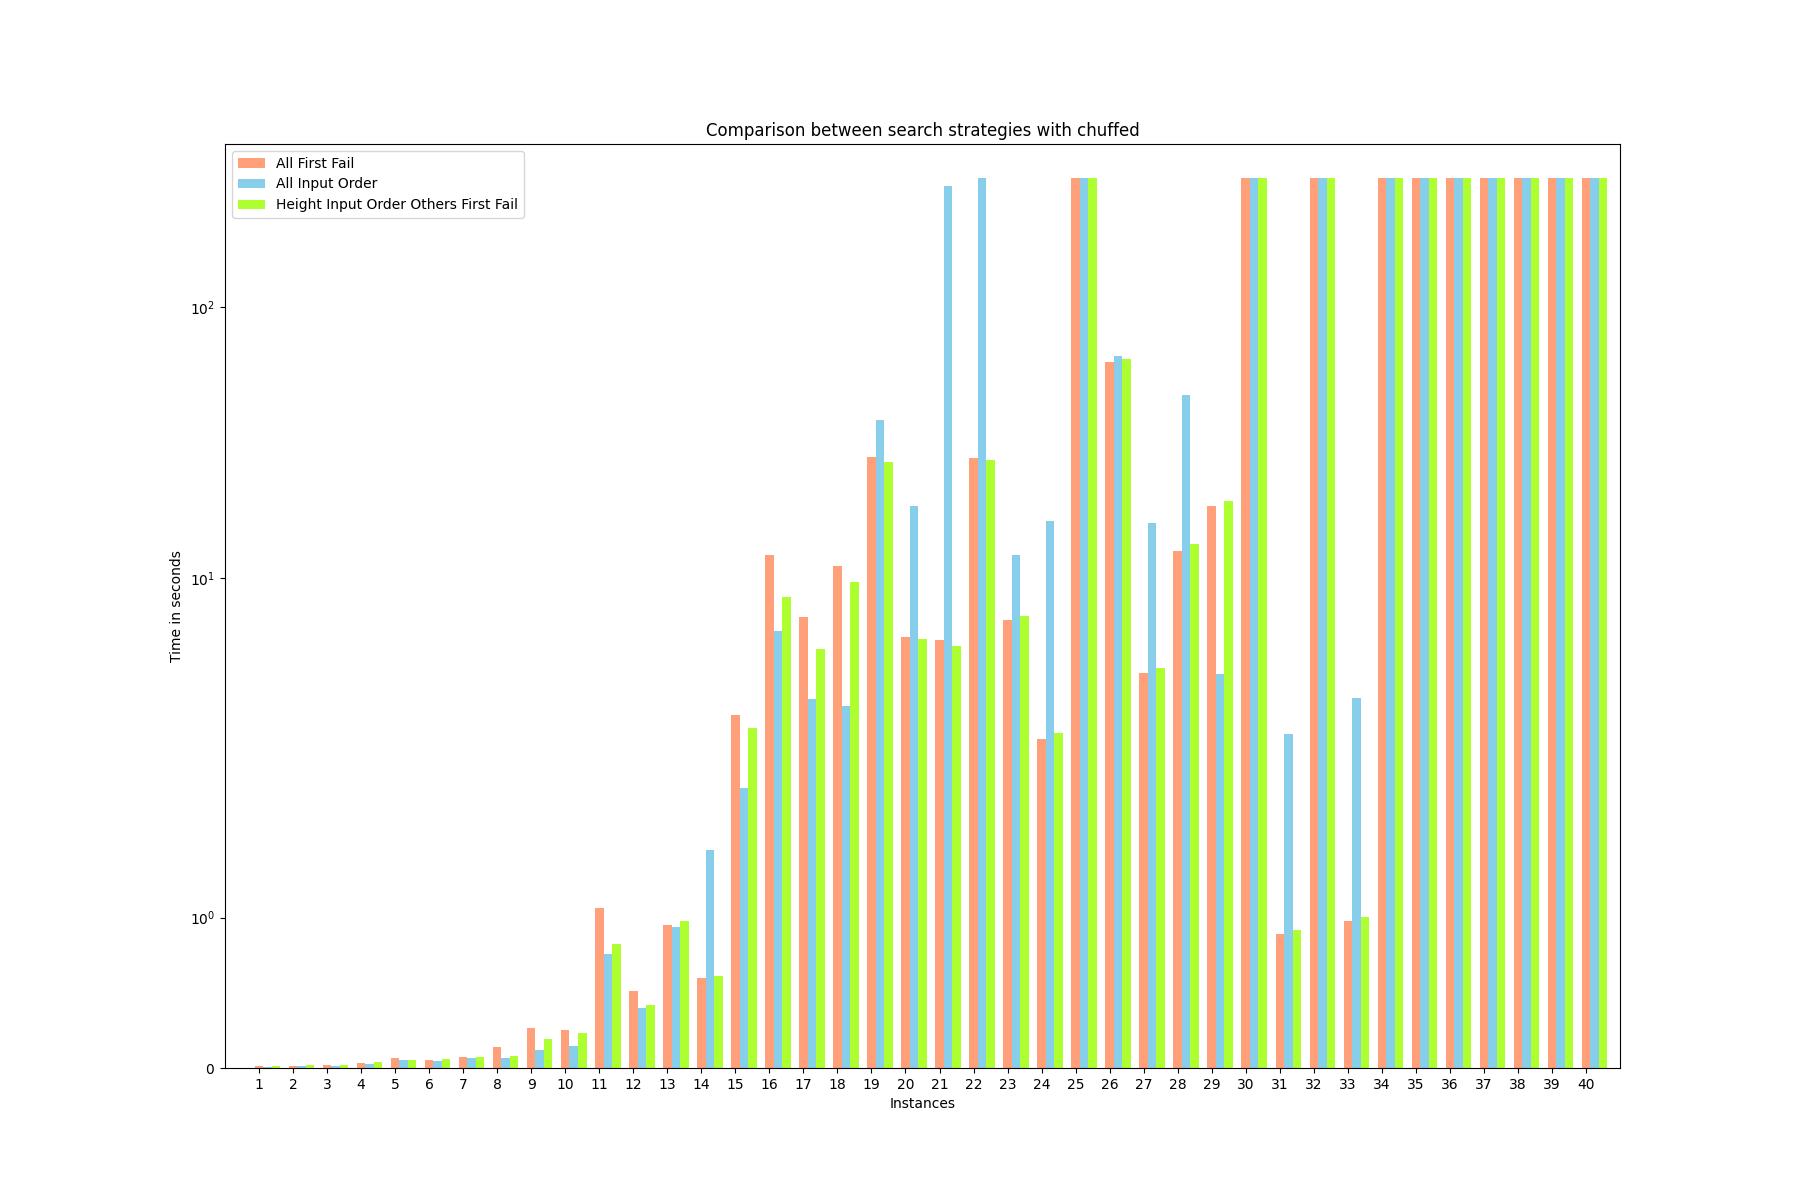 Comparison between search strategies with chuffed
All First Fail
All Input Order
Height Input Order Others First Fail
Time in seconds
10²
10¹
10⁰
0
1 2 3 4 5 6 7 8 9 10 11 12 13 14 15 16 17 18 19 20 21 22 23 24 25 26 27 28 29 30 31 32 33 34 35 36 37 38 39 40
Instances